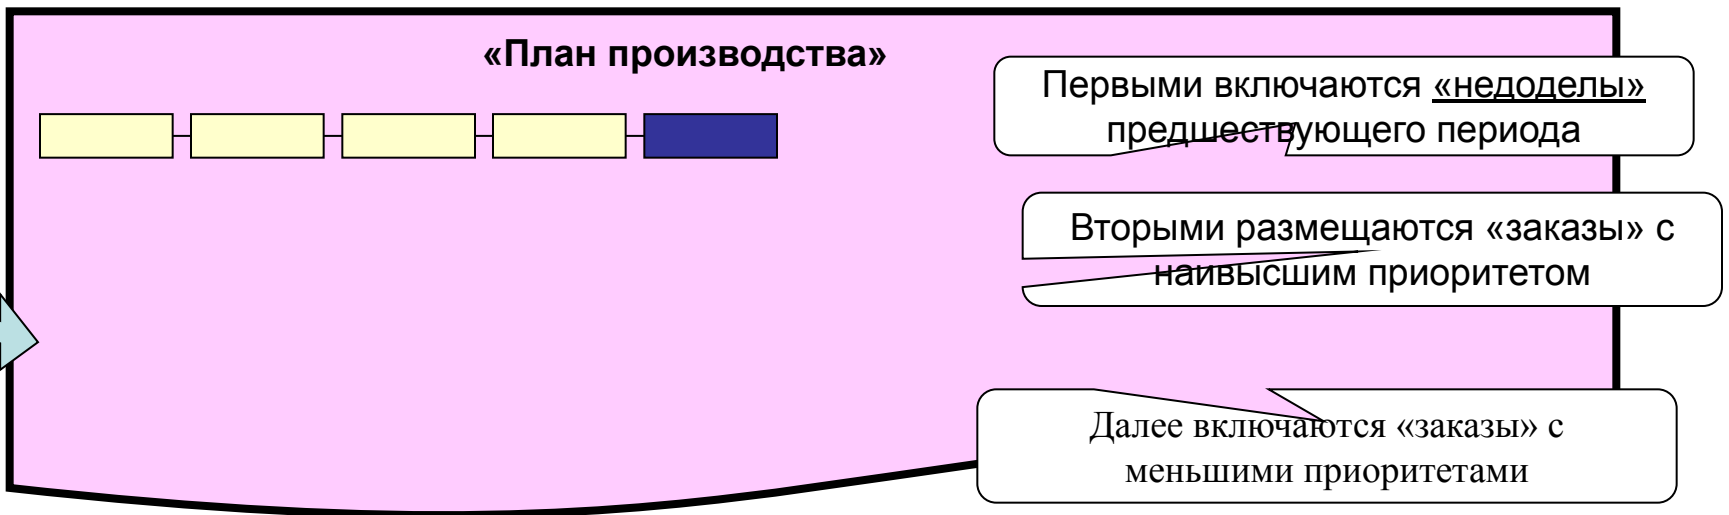 «План производства»
Первыми включаются «недоделы»
предшествующего периода
Вторыми размещаются «заказы» с
наивысшим приоритетом
Далее включаются «заказы» с
меньшими приоритетами